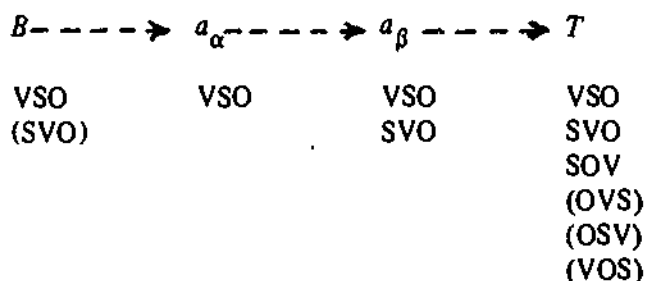 B - - - - - → a_α - - - - → a_β - - - - → T
VSO VSO VSO VSO
(SVO) SVO SVO
SOV
(OVS)
(OSV)
(VOS)